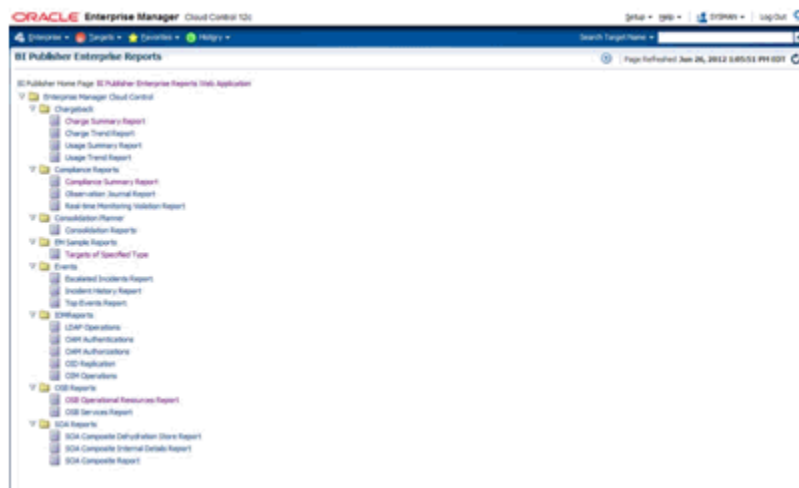 ORACLE Enterprise Manager Cloud Control 12c
Setup Help SYSMAN Log Out
Enterprise Targets Favorites History
Search Target Name
BI Publisher Enterprise Reports
Page Refreshed Jun 26, 2012 1:05:51 PM EDT
BI Publisher Home Page BI Publisher Enterprise Reports Web Application
Enterprise Manager Cloud Control
Chargeback
Charge Summary Report
Charge Trend Report
Usage Summary Report
Usage Trend Report
Compliance Reports
Compliance Summary Report
Observation Journal Report
Real-time Monitoring Violation Report
Consolidation Planner
Consolidation Reports
EM Sample Reports
Targets of Specified Type
Events
Escalated Incidents Report
Incident History Report
Top Events Report
IDMReports
LDAP Operations
OAM Authentications
OAM Authorizations
OID Replication
OIM Operations
OSB Reports
OSB Operational Resources Report
OSB Services Report
SOA Reports
SOA Composite Dehydration Store Report
SOA Composite Internal Details Report
SOA Composite Report